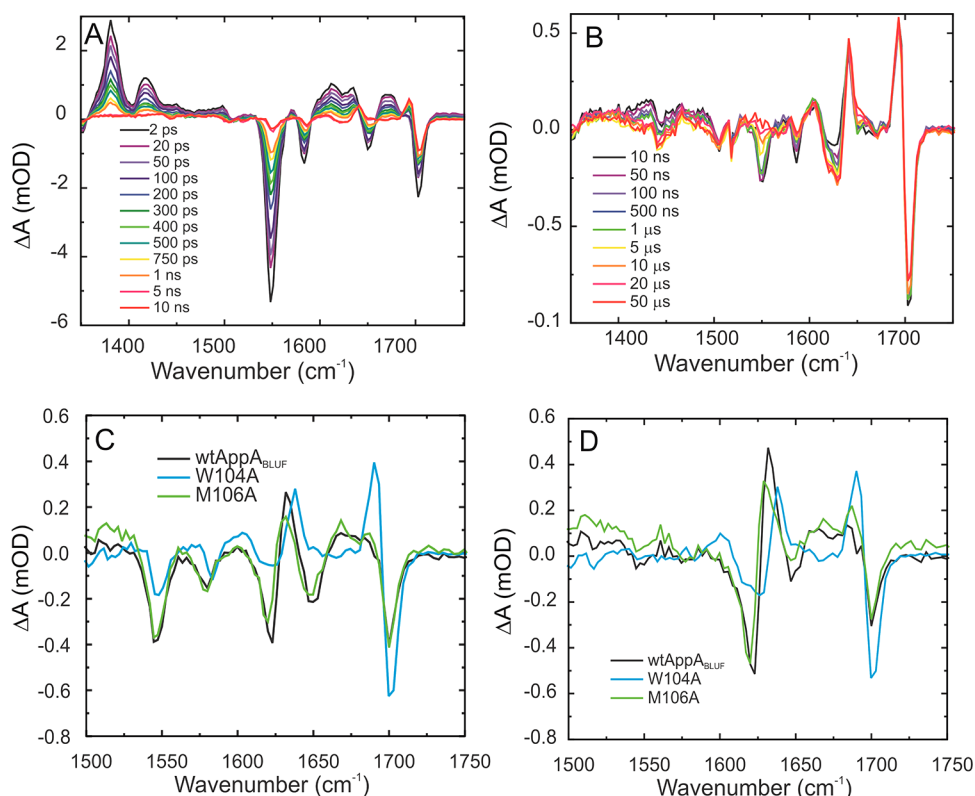 A
2
0
-2
-4
-6
ΔA (mOD)
2 ps
20 ps
50 ps
100 ps
200 ps
300 ps
400 ps
500 ps
750 ps
1 ns
5 ns
10 ns
1400
1500
1600
1700
Wavenumber (cm-1)
B
0.5
0.0
-0.5
-0.1
ΔA (mOD)
10 ns
50 ns
100 ns
500 ns
1 μs
5 μs
10 μs
20 μs
50 μs
1400
1500
1600
1700
Wavenumber (cm-1)
C
0.6
0.4
0.2
0.0
-0.2
-0.4
-0.6
-0.8
ΔA (mOD)
wtAppABLUF
W104A
M106A
1500
1550
1600
1650
1700
1750
Wavenumber (cm-1)
D
0.6
0.4
0.2
0.0
-0.2
-0.4
-0.6
-0.8
ΔA (mOD)
wtAppABLUF
W104A
M106A
1500
1550
1600
1650
1700
1750
Wavenumber (cm-1)